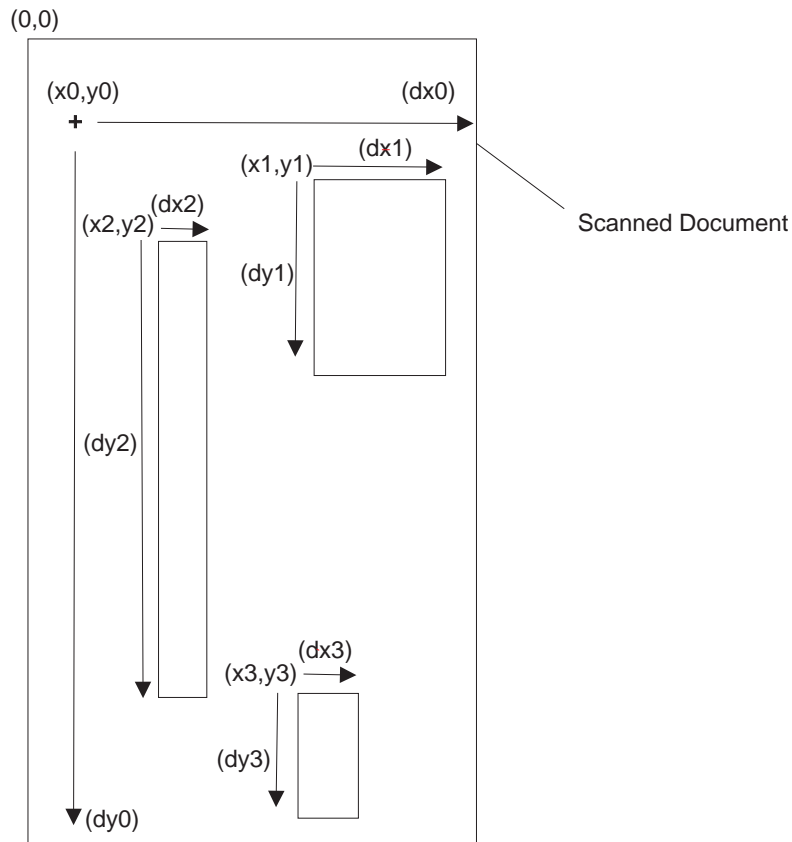 (0,0)
(x0,y0) (dx0)
(x1,y1) (dx1)
(x2,y2) (dx2)
Scanned Document
(dy1)
(dy2)
(x3,y3) (dx3)
(dy3)
(dy0)